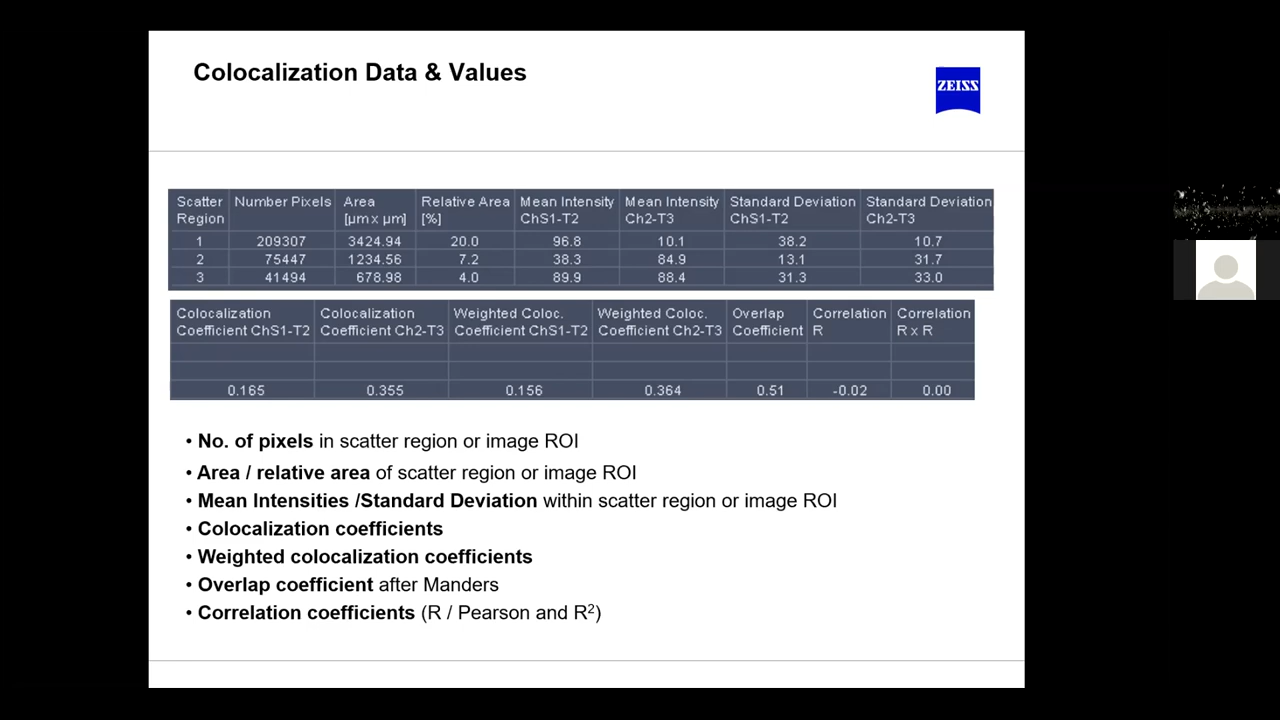 Colocalization Data & Values
ZEISS
Scatter Region Number Pixels Area [µm x µm] Relative Area [%] Mean Intensity ChS1-T2 Mean Intensity Ch2-T3 Standard Deviation ChS1-T2 Standard Deviation Ch2-T3
1 209307 3424.94 20.0 96.8 10.1 38.2 10.7
2 75447 1234.56 7.2 38.3 84.9 13.1 31.7
3 41494 678.98 4.0 89.9 88.4 31.3 33.0
Colocalization Coefficient ChS1-T2 Colocalization Coefficient Ch2-T3 Weighted Coloc. Coefficient ChS1-T2 Weighted Coloc. Coefficient Ch2-T3 Overlap Coefficient Correlation R Correlation R x R
0.165 0.355 0.156 0.364 0.51 -0.02 0.00
• No. of pixels in scatter region or image ROI
• Area / relative area of scatter region or image ROI
• Mean Intensities /Standard Deviation within scatter region or image ROI
• Colocalization coefficients
• Weighted colocalization coefficients
• Overlap coefficient after Manders
• Correlation coefficients (R / Pearson and R²)